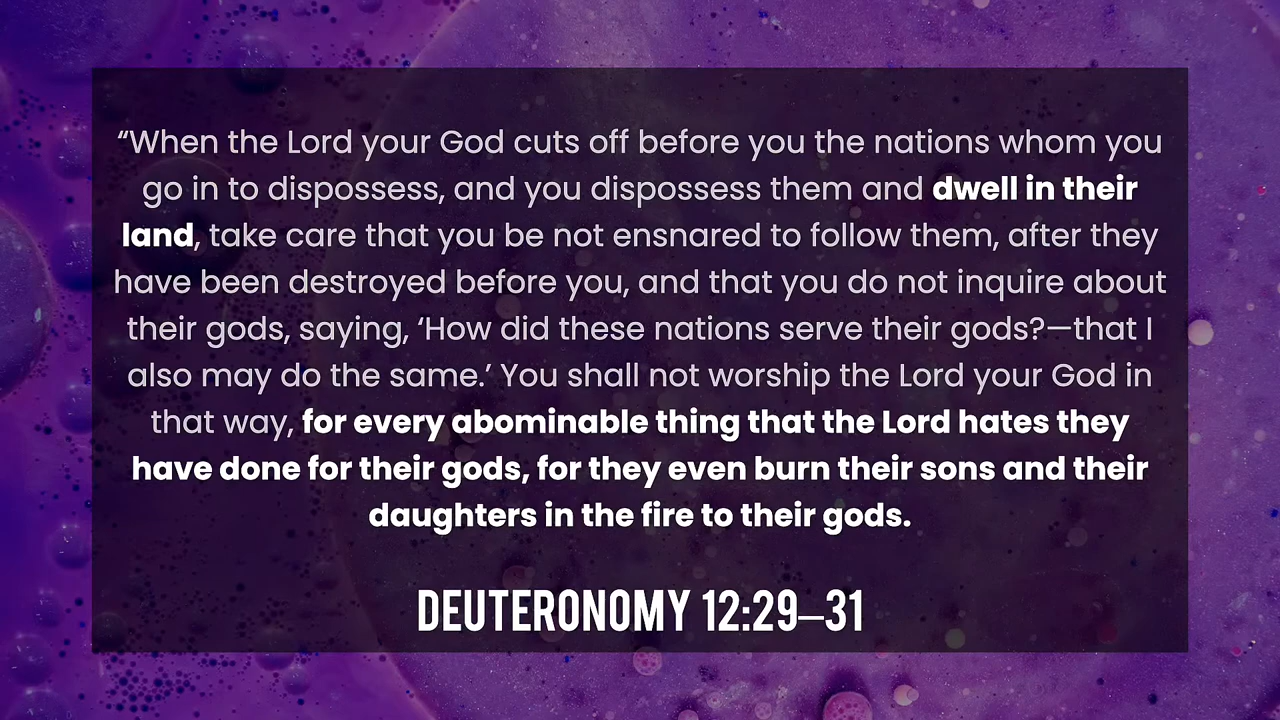 “When the Lord your God cuts off before you the nations whom you
go in to dispossess, and you dispossess them and dwell in their
land, take care that you be not ensnared to follow them, after they
have been destroyed before you, and that you do not inquire about
their gods, saying, ‘How did these nations serve their gods?—that I
also may do the same.’ You shall not worship the Lord your God in
that way, for every abominable thing that the Lord hates they
have done for their gods, for they even burn their sons and their
daughters in the fire to their gods.
DEUTERONOMY 12:29–31